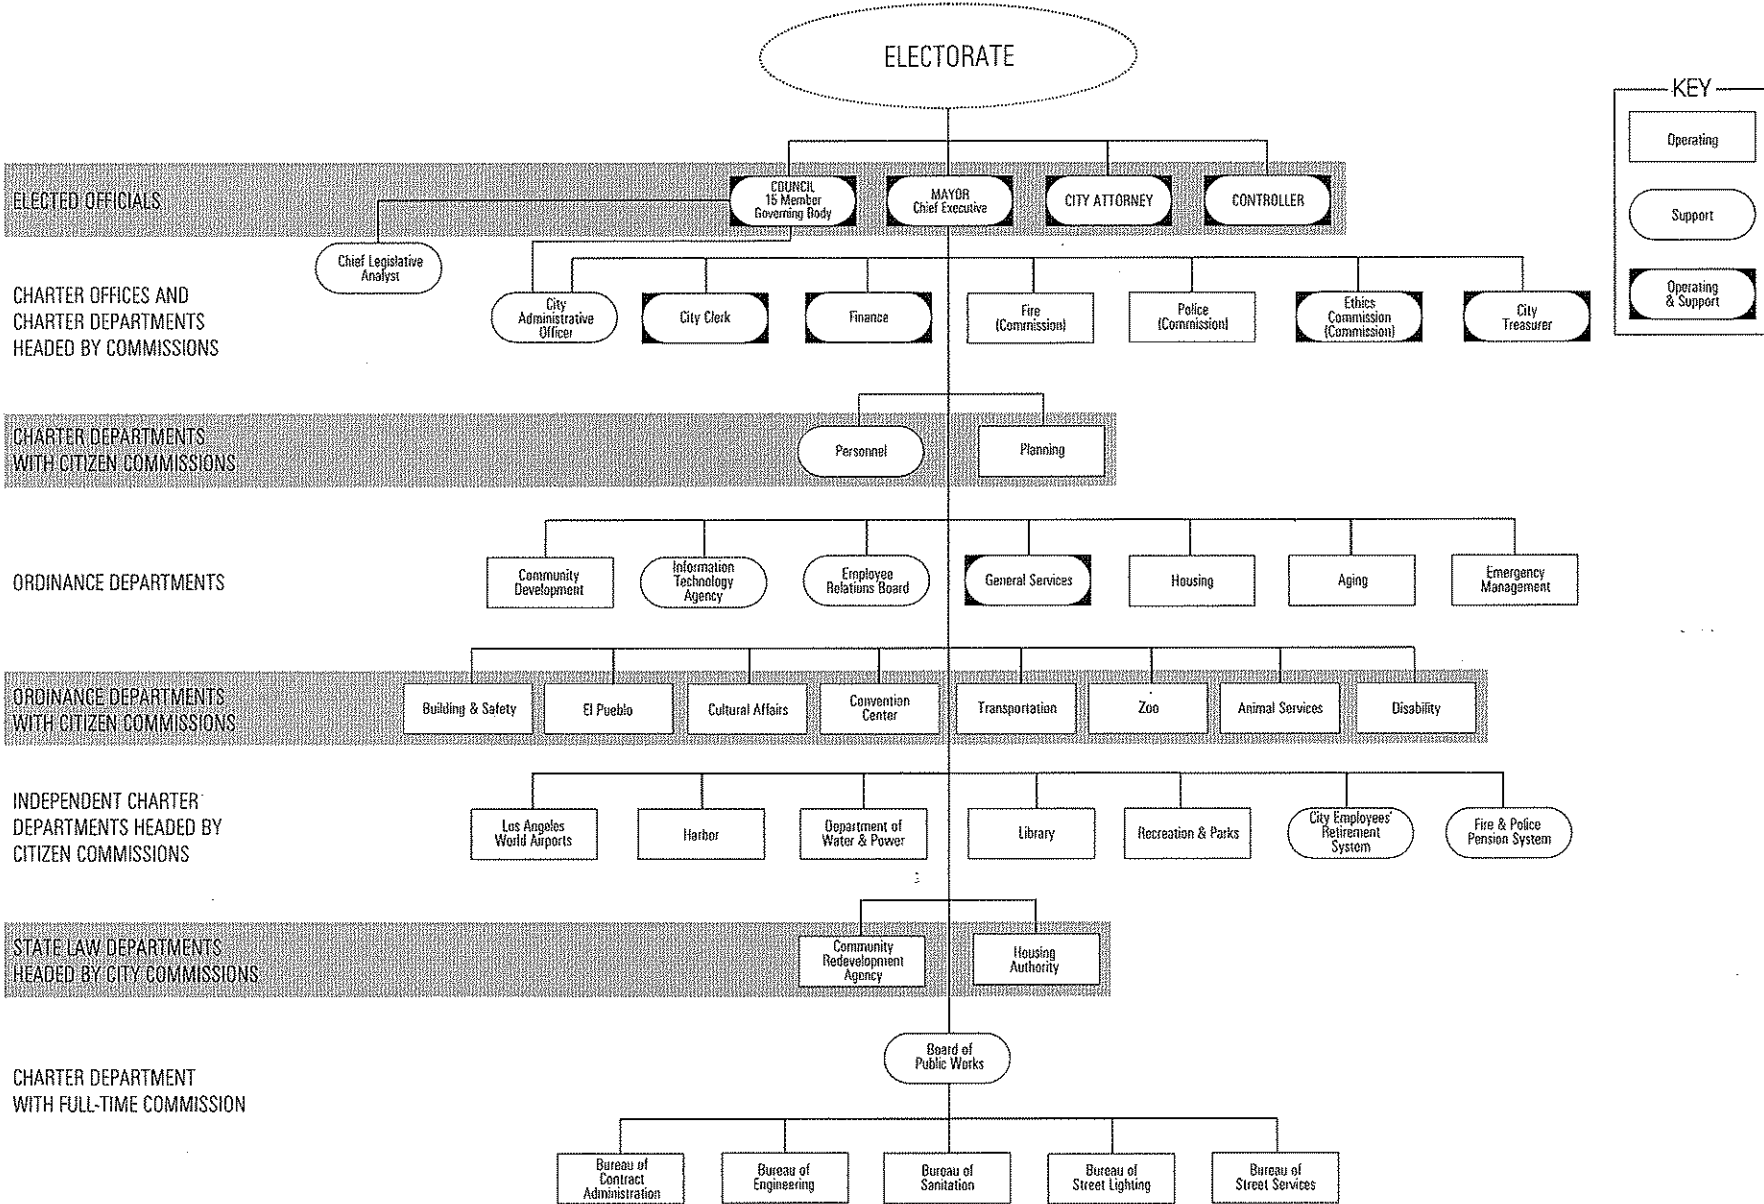 ELECTORATE
KEY
Operating
Support
Operating
& Support
ELECTED OFFICIALS
COUNCIL
15 Member
Governing Body
MAYOR
Chief Executive
CITY ATTORNEY
CONTROLLER
Chief Legislative
Analyst
CHARTER OFFICES AND
CHARTER DEPARTMENTS
HEADED BY COMMISSIONS
City
Administrative
Officer
City Clerk
Finance
Fire
(Commission)
Police
(Commission)
Ethics
Commission
(Commission)
City
Treasurer
CHARTER DEPARTMENTS
WITH CITIZEN COMMISSIONS
Personnel
Planning
ORDINANCE DEPARTMENTS
Community
Development
Information
Technology
Agency
Employee
Relations Board
General Services
Housing
Aging
Emergency
Management
ORDINANCE DEPARTMENTS
WITH CITIZEN COMMISSIONS
Building & Safety
El Pueblo
Cultural Affairs
Convention
Center
Transportation
Zoo
Animal Services
Disability
INDEPENDENT CHARTER
DEPARTMENTS HEADED BY
CITIZEN COMMISSIONS
Los Angeles
World Airports
Harbor
Department of
Water & Power
Library
Recreation & Parks
City Employees'
Retirement
System
Fire & Police
Pension System
STATE LAW DEPARTMENTS
HEADED BY CITY COMMISSIONS
Community
Redevelopment
Agency
Housing
Authority
CHARTER DEPARTMENT
WITH FULL-TIME COMMISSION
Board of
Public Works
Bureau of
Contract
Administration
Bureau of
Engineering
Bureau of
Sanitation
Bureau of
Street Lighting
Bureau of
Street Services